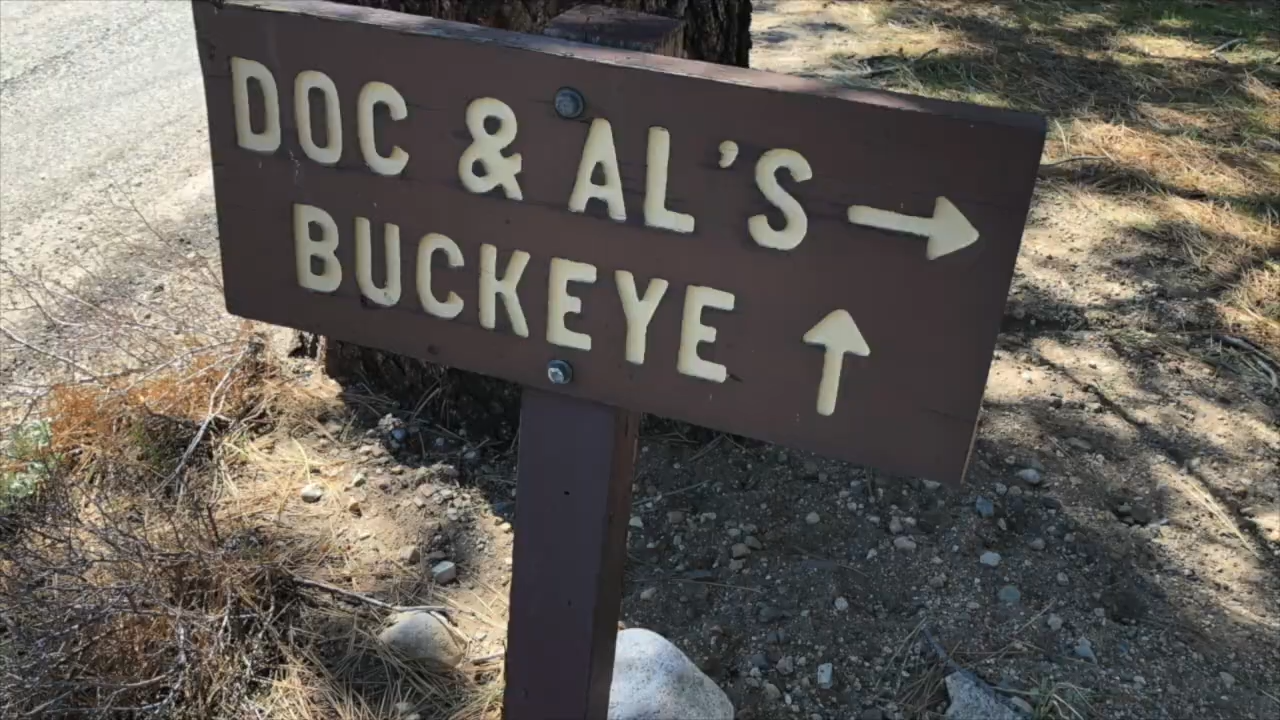 DOC & AL'S →
BUCKEYE ↑